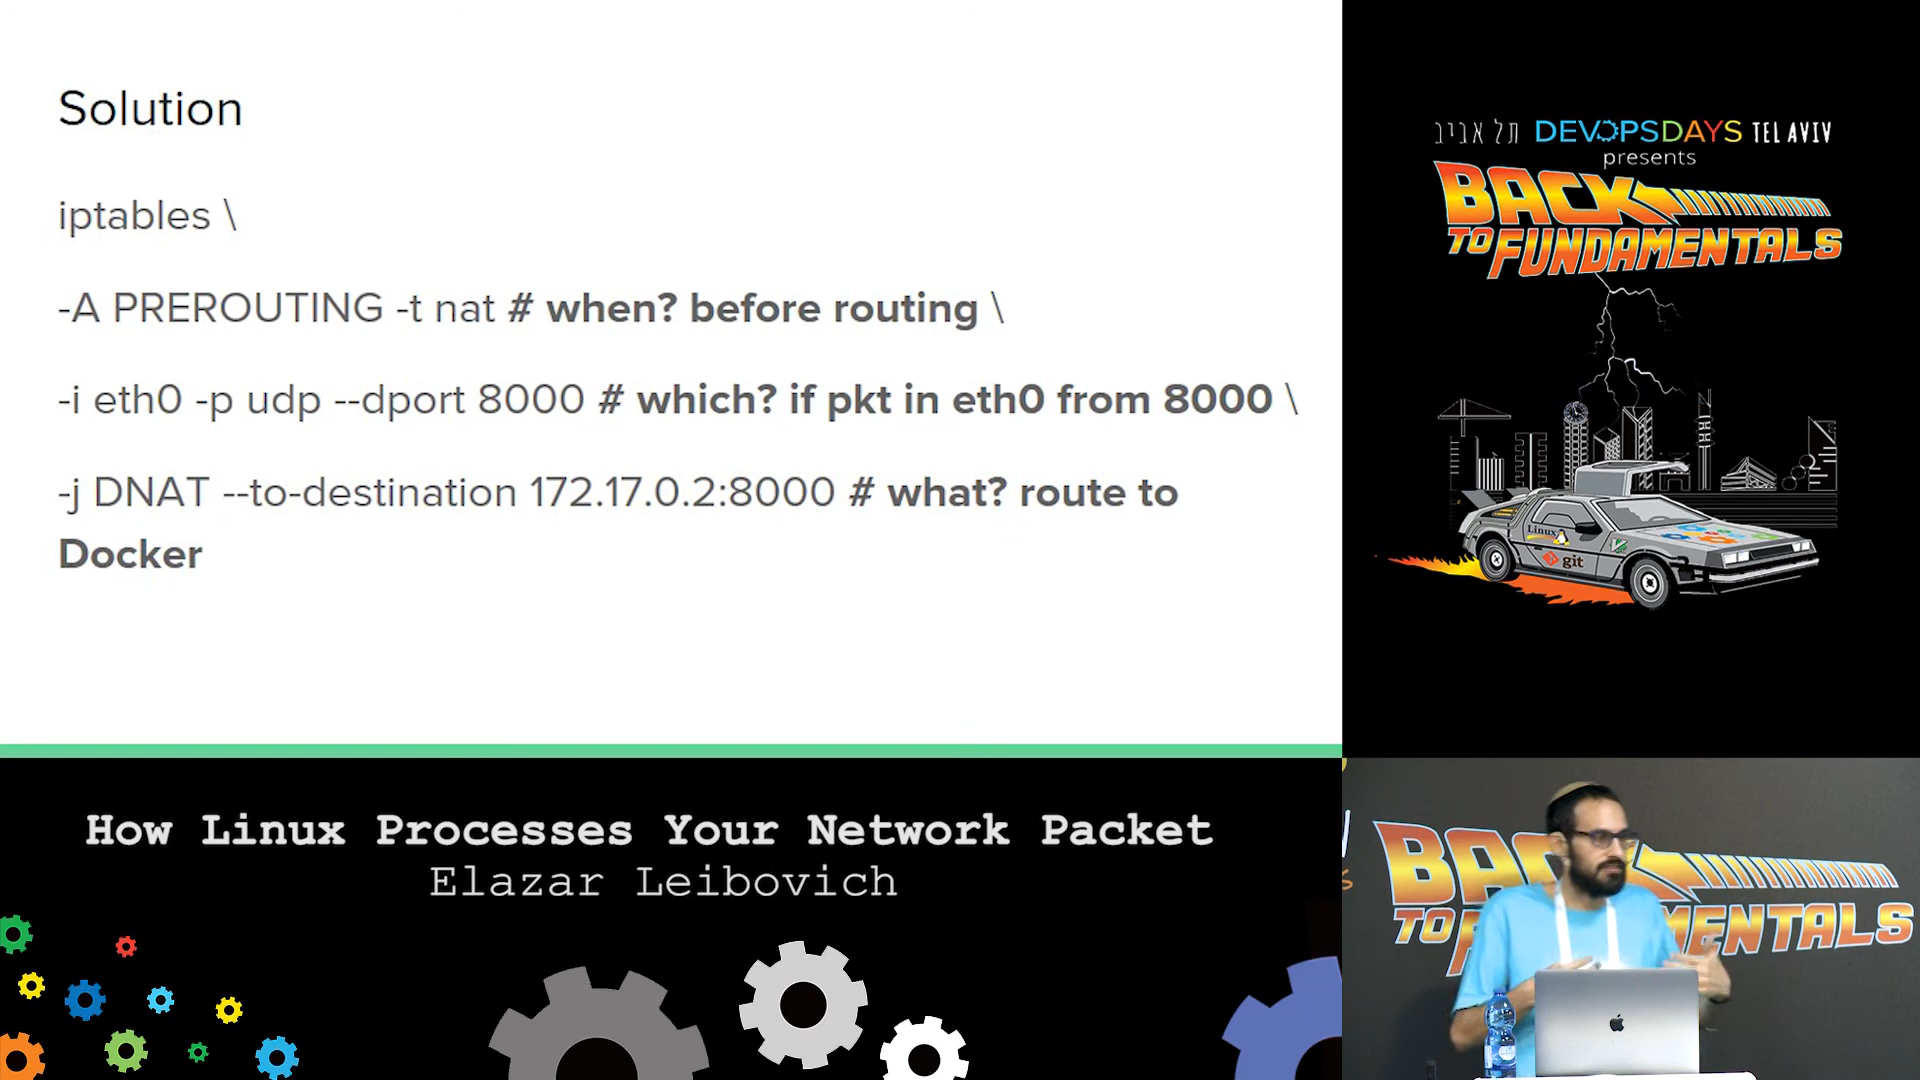 Solution
iptables \
-A PREROUTING -t nat # when? before routing \
-i eth0 -p udp --dport 8000 # which? if pkt in eth0 from 8000 \
-j DNAT --to-destination 172.17.0.2:8000 # what? route to
Docker
תל אביב DEVOPSDAYS TEL AVIV
presents
BACK
TO FUNDAMENTALS
Linux
git
How Linux Processes Your Network Packet
Elazar Leibovich